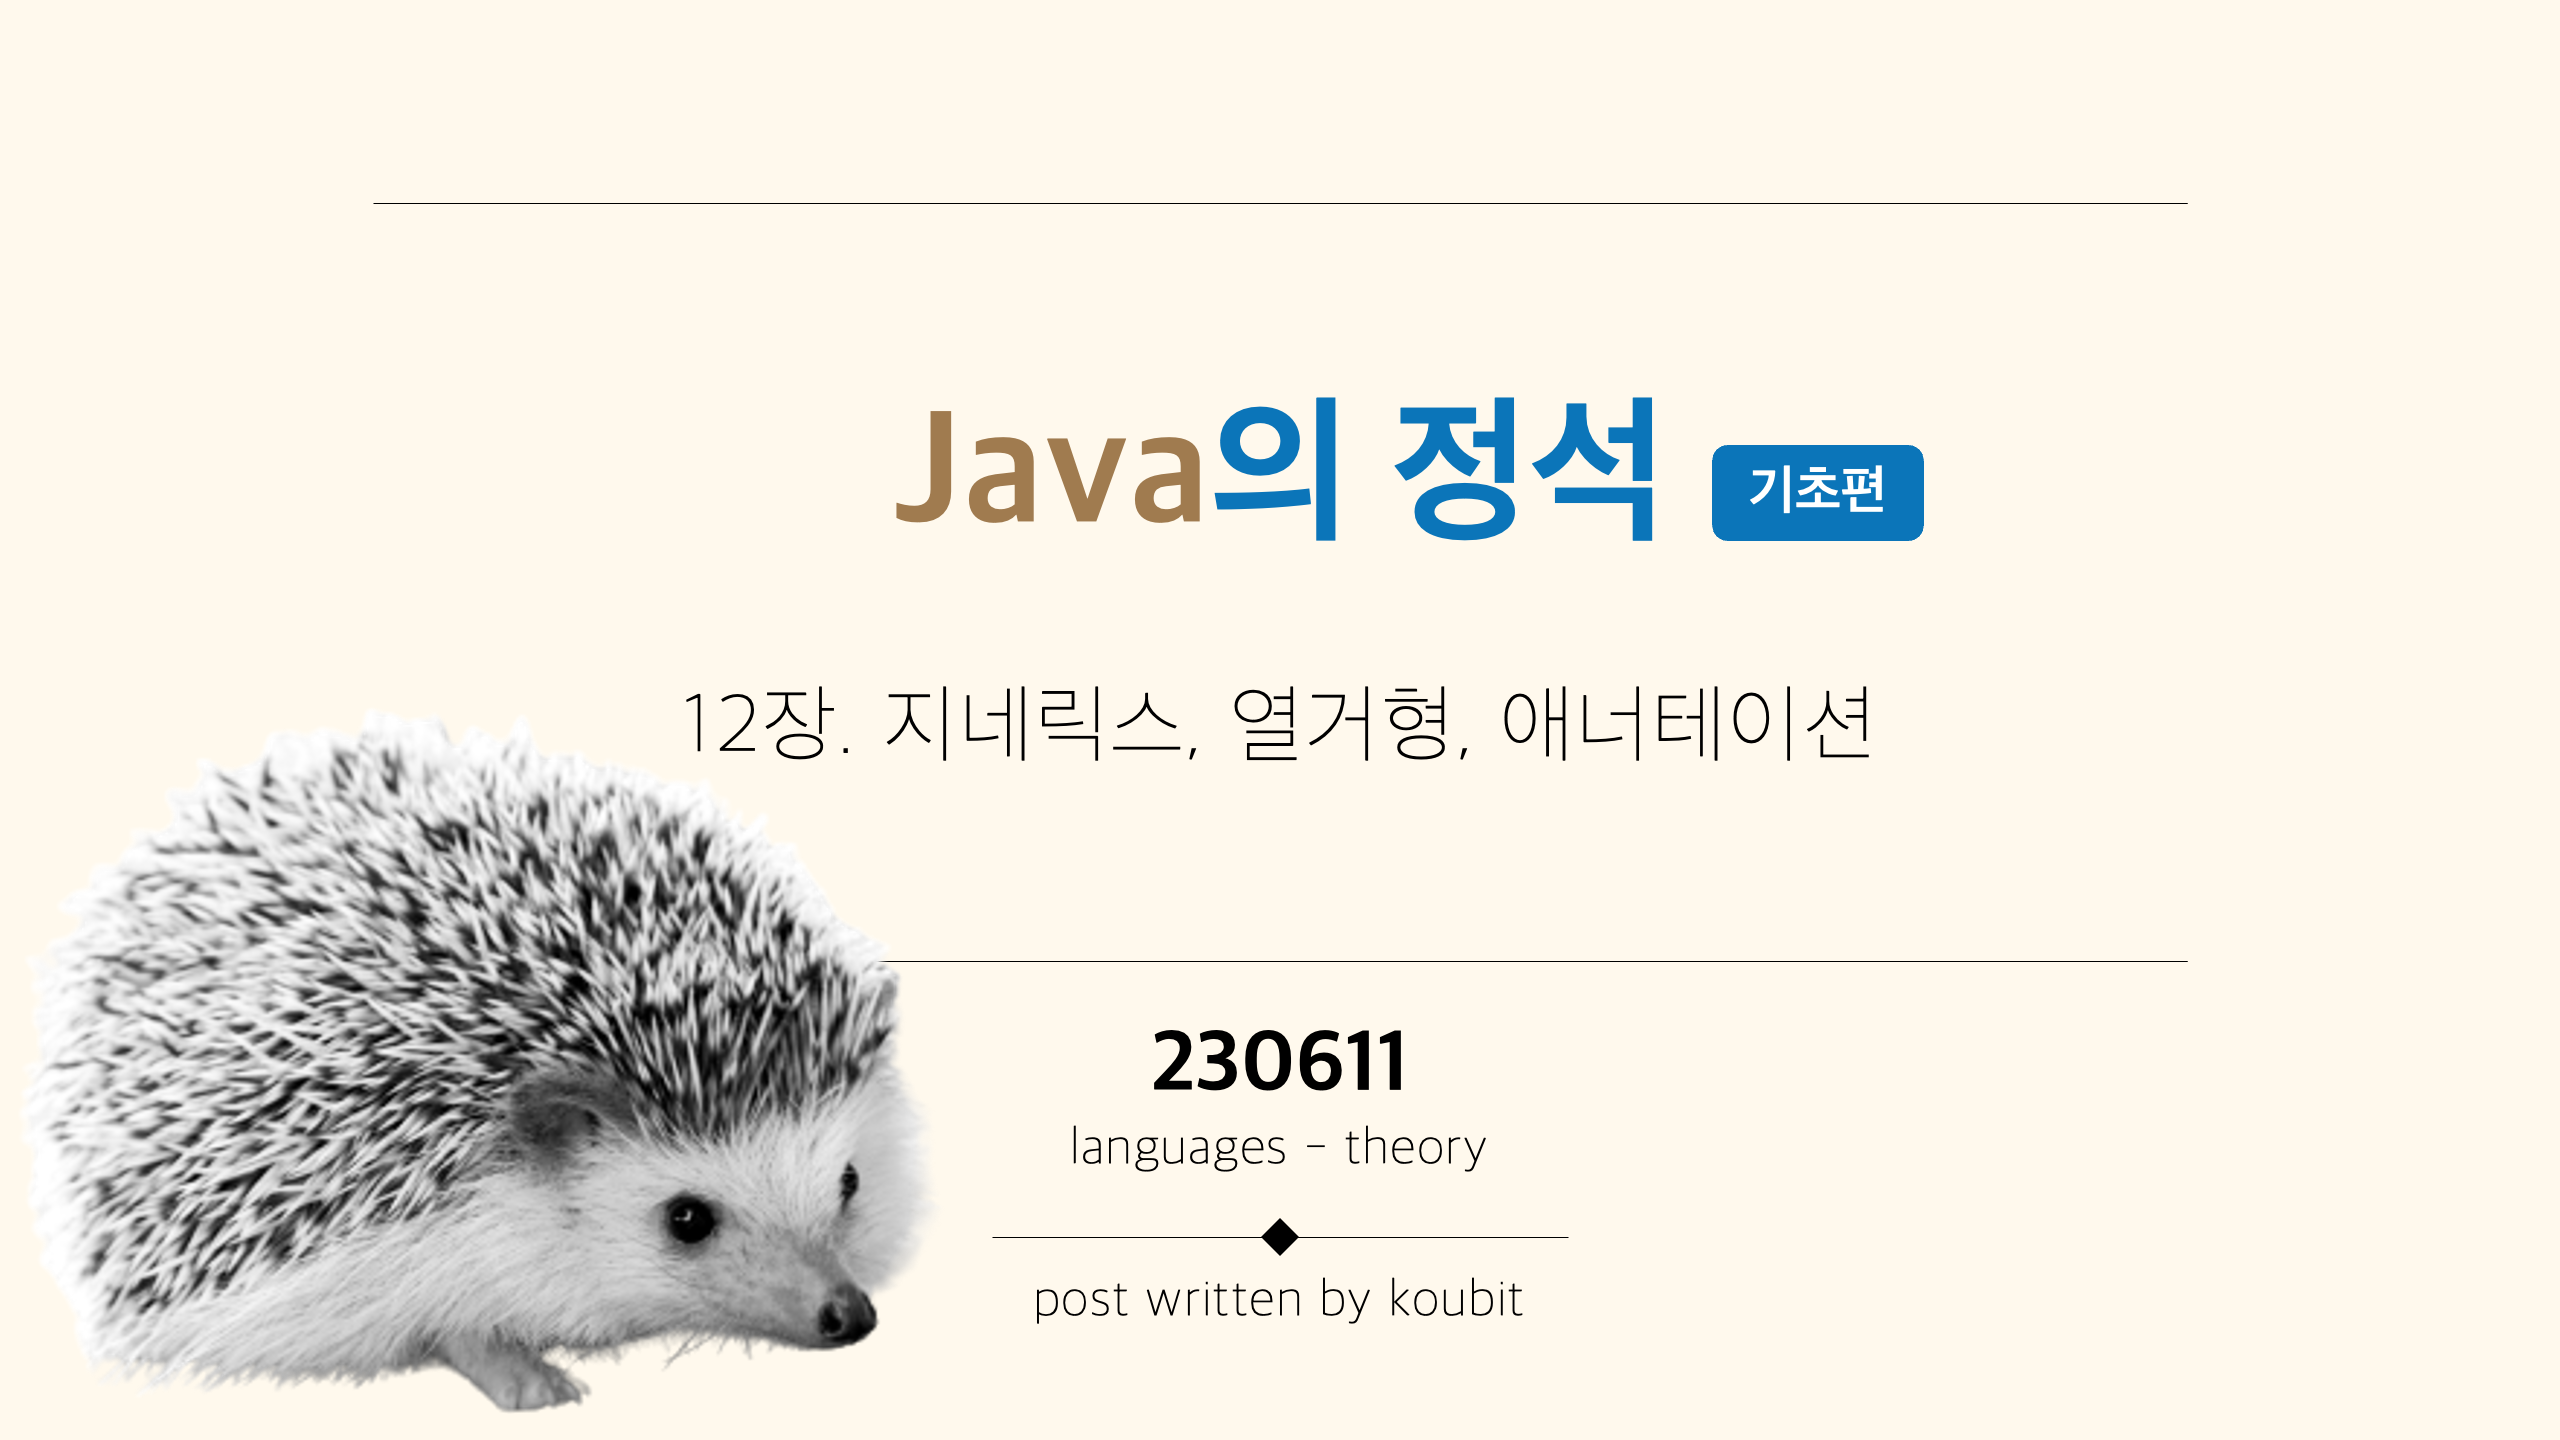 Java의 정석 기초편
12장. 지네릭스, 열거형, 애너테이션
230611
languages - theory
post written by koubit